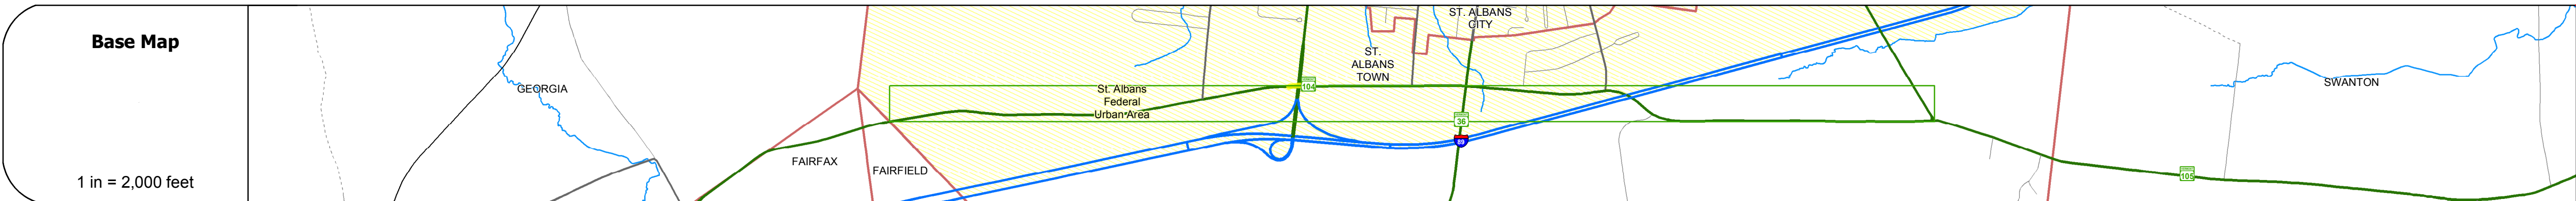 Base Map
1 in = 2,000 feet
GEORGIA
FAIRFAX
FAIRFIELD
St. Albans
Federal
Urban Area
104
ST.
ALBANS
TOWN
ST. ALBANS
CITY
36
89
105
SWANTON